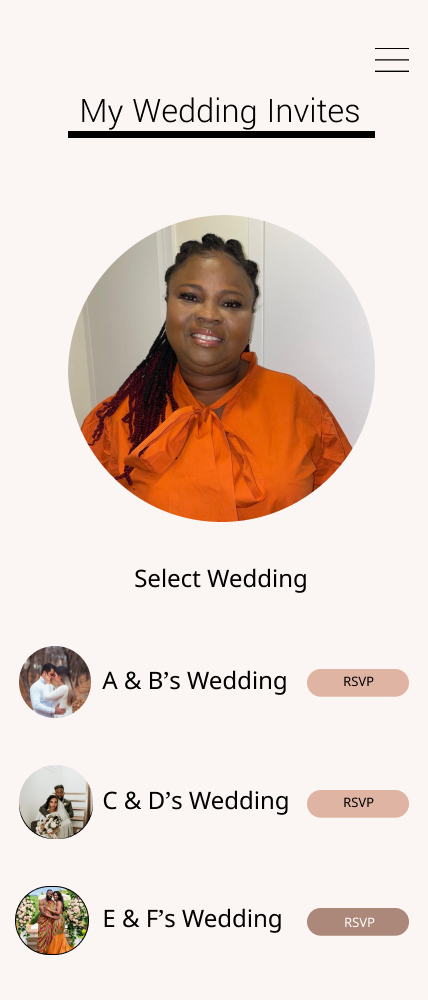 My Wedding Invites
Select Wedding
A & B’s Wedding
RSVP
C & D’s Wedding
RSVP
E & F’s Wedding
RSVP